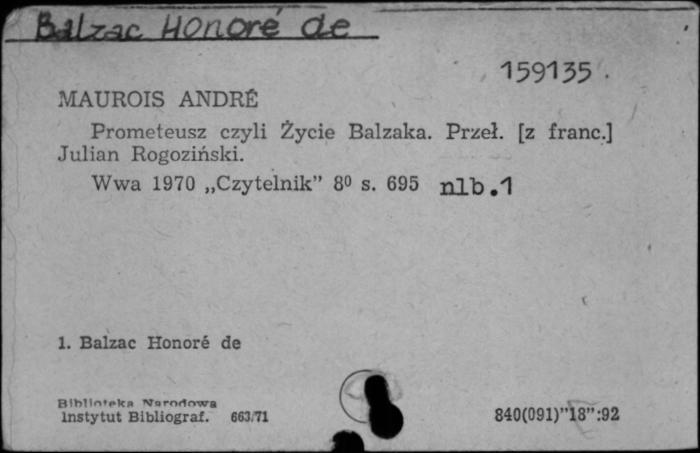 Balzac Honoré de
159135.
MAUROIS ANDRÉ
Prometeusz czyli Życie Balzaka. Przeł. [z franc.]
Julian Rogoziński.
Wwa 1970 „Czytelnik” 8⁰ s. 695 nlb.1
1. Balzac Honoré de
Biblioteka Narodowa
Instytut Bibliograf. 663/71
840(091)”18”:92